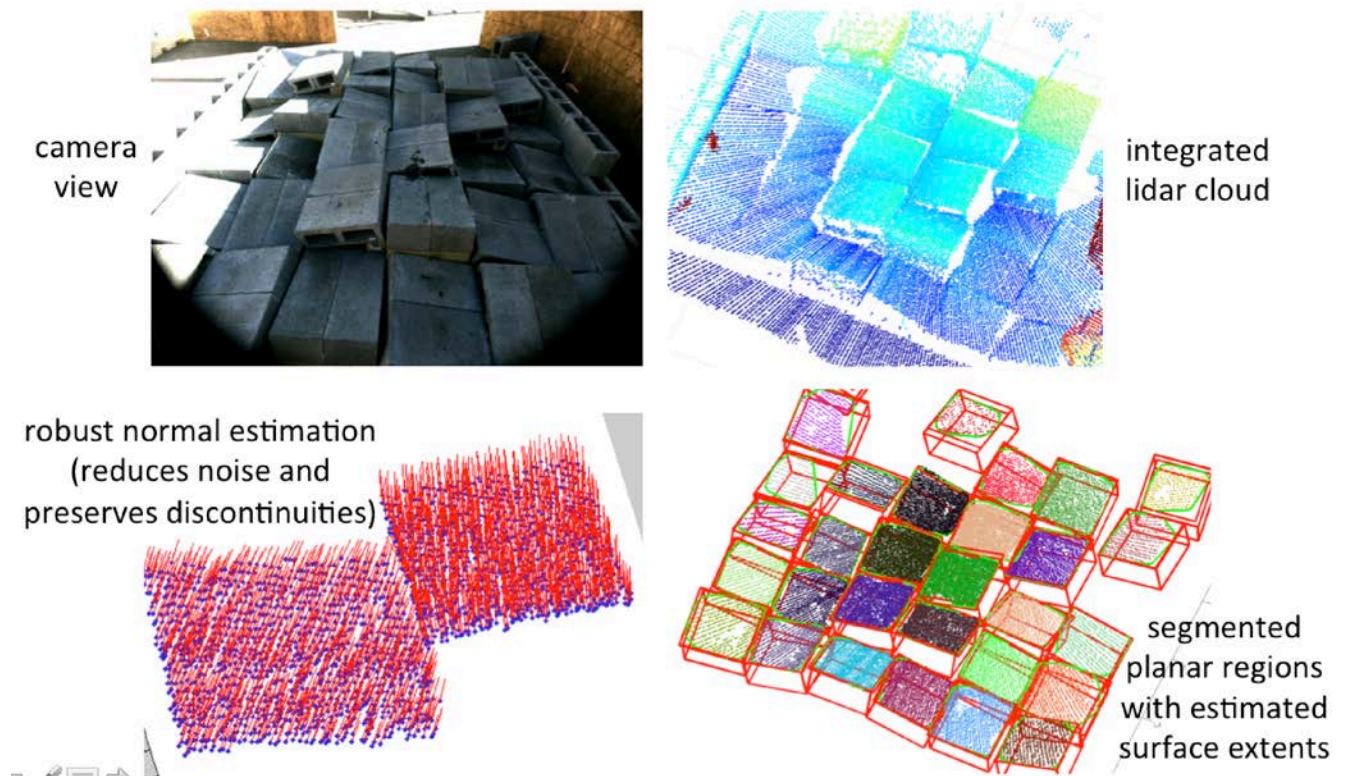 camera
view
integrated
lidar cloud
robust normal estimation
(reduces noise and
preserves discontinuities)
segmented
planar regions
with estimated
surface extents